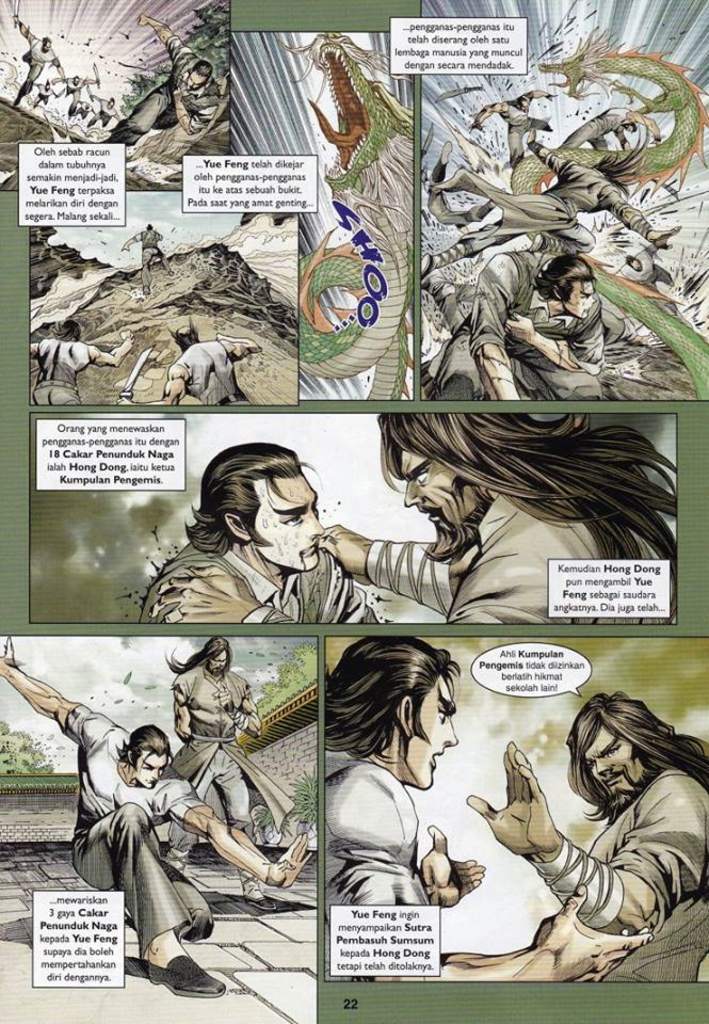 Oleh sebab racun
dalam tubuhnya
semakin menjadi-jadi,
Yue Feng terpaksa
melarikan diri dengan
segera. Malang sekali...
...Yue Feng telah dikejar
oleh pengganas-pengganas
itu ke atas sebuah bukit.
Pada saat yang amat genting...
SHOO...
...pengganas-pengganas itu
telah diserang oleh satu
lembaga manusia yang muncul
dengan secara mendadak.
Orang yang menewaskan
pengganas-pengganas itu dengan
18 Cakar Penunduk Naga
ialah Hong Dong, iaitu ketua
Kumpulan Pengemis.
Kemudian Hong Dong
pun mengambil Yue
Feng sebagai saudara
angkatnya. Dia juga telah...
...mewariskan
3 gaya Cakar
Penunduk Naga
kepada Yue Feng
supaya dia boleh
mempertahankan
diri dengannya.
Ahli Kumpulan
Pengemis tidak diizinkan
berlatih hikmat
sekolah lain!
Yue Feng ingin
menyampaikan Sutra
Pembasuh Sumsum
kepada Hong Dong
tetapi telah ditolaknya.
22